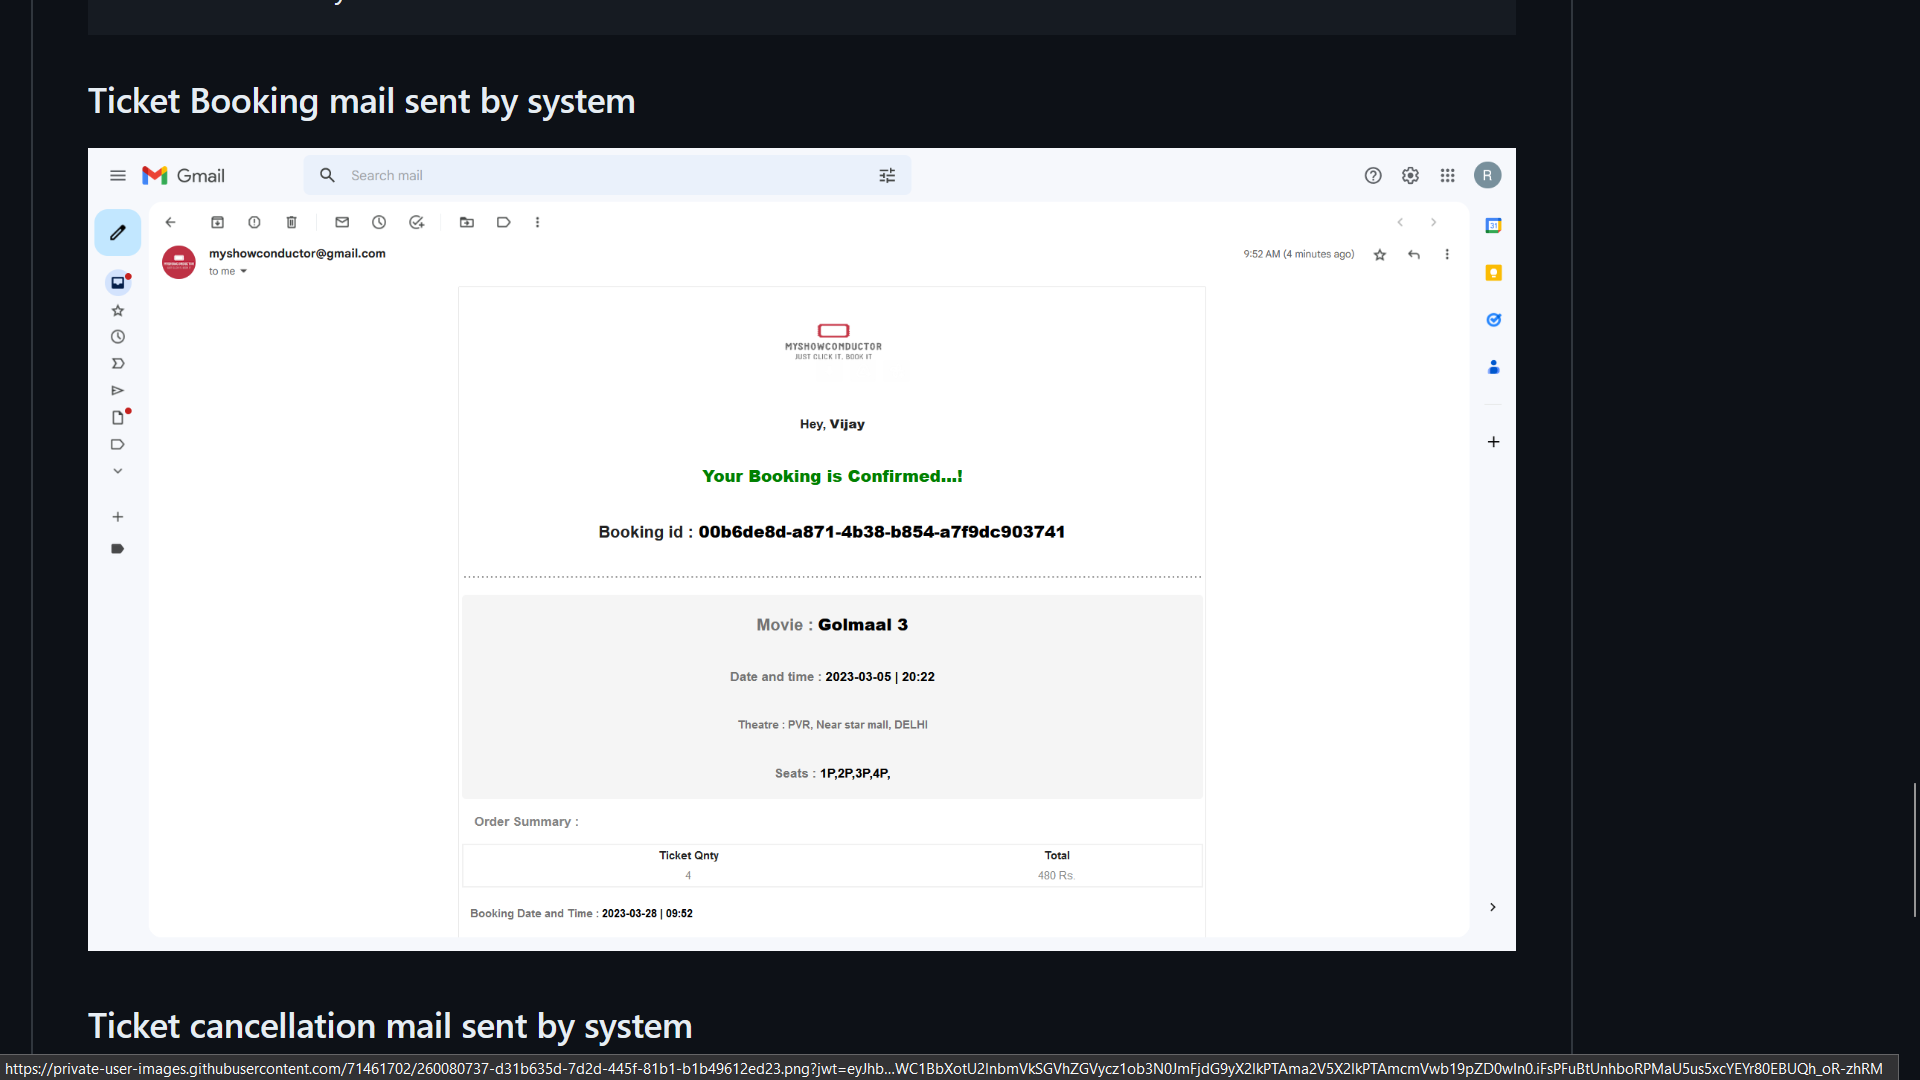 Ticket Booking mail sent by system
Gmail
Search mail
R
myshowconductor@gmail.com
to me
9:52 AM (4 minutes ago)
31
MYSHOWCONDUCTOR
JUST CLICK IT, BOOK IT
Hey, Vijay
Your Booking is Confirmed...!
Booking id : 00b6de8d-a871-4b38-b854-a7f9dc903741
Movie : Golmaal 3
Date and time : 2023-03-05 | 20:22
Theatre : PVR, Near star mall, DELHI
Seats : 1P,2P,3P,4P,
Order Summary :
Ticket Qnty Total
4 480 Rs.
Booking Date and Time : 2023-03-28 | 09:52
Ticket cancellation mail sent by system
https://private-user-images.githubusercontent.com/71461702/260080737-d31b635d-7d2d-445f-81b1-b1b49612ed23.png?jwt=eyJhb...WC1BbXotU2lnbmVkSGVhZGVycz1ob3N0JmFjdG9yX2lkPTAma2V5X2lkPTAmcmVwb19pZD0wIn0.iFsPFuBtUnhboRPMaU5us5xcYEYr80EBUQh_oR-zhRM